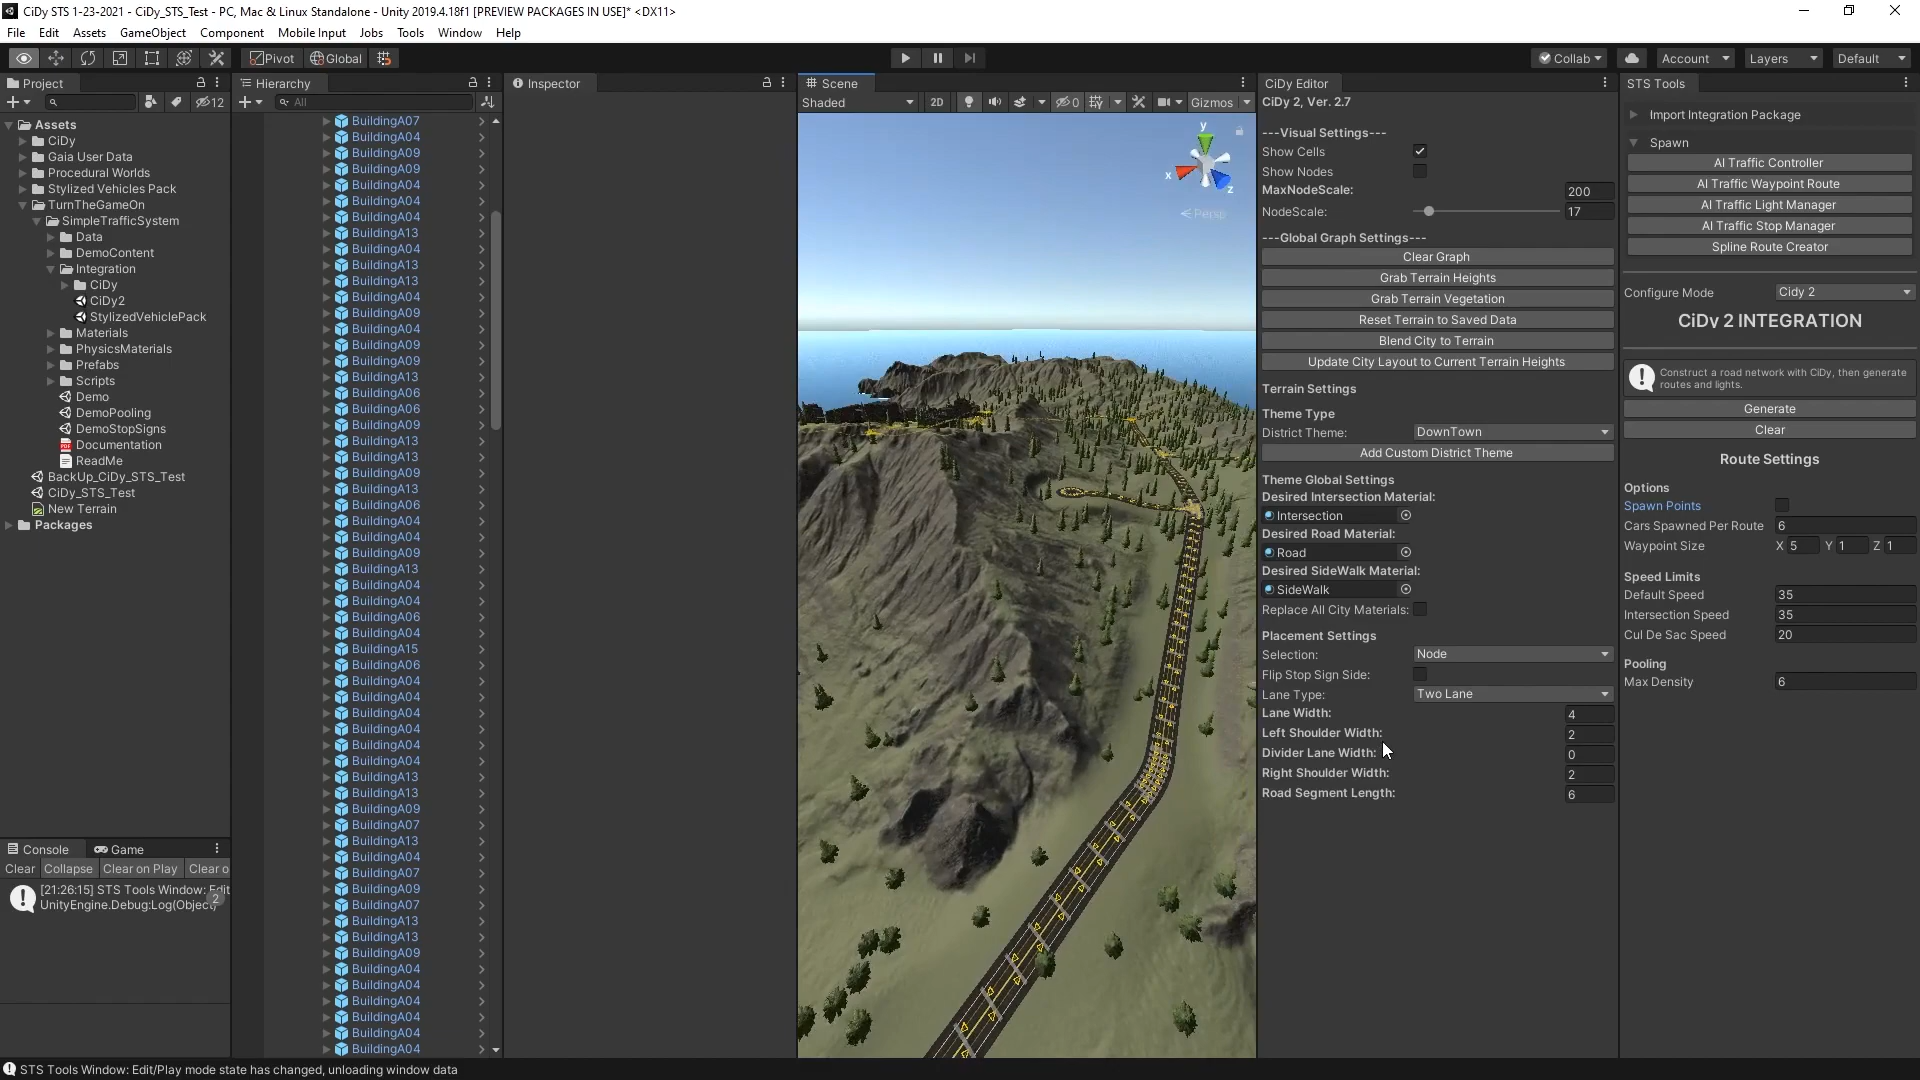 CiDy STS 1-23-2021 - CiDy_STS_Test - PC, Mac & Linux Standalone - Unity 2019.4.18f1 [PREVIEW PACKAGES IN USE]* <DX11>
File Edit Assets GameObject Component Mobile Input Jobs Tools Window Help
Pivot Global Collab Account Layers Default
Project
12
Assets
CiDy
Gaia User Data
Procedural Worlds
Stylized Vehicles Pack
TurnTheGameOn
SimpleTrafficSystem
Data
DemoContent
Integration
CiDy
CiDy2
StylizedVehiclePack
Materials
PhysicsMaterials
Prefabs
Scripts
Demo
DemoPooling
DemoStopSigns
Documentation
ReadMe
BackUp_CiDy_STS_Test
CiDy_STS_Test
New Terrain
Packages
Console Game
Clear Collapse Clear on Play Clear o
[21:26:15] STS Tools Window: Edit
UnityEngine.Debug:Log(Object)
2
Hierarchy
All
BuildingA07
BuildingA04
BuildingA09
BuildingA09
BuildingA04
BuildingA04
BuildingA04
BuildingA13
BuildingA04
BuildingA13
BuildingA13
BuildingA04
BuildingA09
BuildingA04
BuildingA09
BuildingA09
BuildingA13
BuildingA06
BuildingA06
BuildingA09
BuildingA13
BuildingA13
BuildingA09
BuildingA13
BuildingA06
BuildingA04
BuildingA04
BuildingA09
BuildingA13
BuildingA04
BuildingA04
BuildingA06
BuildingA04
BuildingA15
BuildingA06
BuildingA04
BuildingA04
BuildingA04
BuildingA04
BuildingA04
BuildingA04
BuildingA13
BuildingA13
BuildingA09
BuildingA07
BuildingA13
BuildingA04
BuildingA07
BuildingA09
BuildingA07
BuildingA13
BuildingA13
BuildingA09
BuildingA04
BuildingA04
BuildingA04
BuildingA04
BuildingA04
BuildingA04
Inspector
Scene
Shaded 2D 0 Gizmos
y
x
z
Persp
CiDy Editor
CiDy 2, Ver. 2.7
---Visual Settings---
Show Cells
Show Nodes
MaxNodeScale: 200
NodeScale: 17
---Global Graph Settings---
Clear Graph
Grab Terrain Heights
Grab Terrain Vegetation
Reset Terrain to Saved Data
Blend City to Terrain
Update City Layout to Current Terrain Heights
Terrain Settings
Theme Type
District Theme: DownTown
Add Custom District Theme
Theme Global Settings
Desired Intersection Material:
Intersection
Desired Road Material:
Road
Desired SideWalk Material:
SideWalk
Replace All City Materials:
Placement Settings
Selection: Node
Flip Stop Sign Side:
Lane Type: Two Lane
Lane Width: 4
Left Shoulder Width: 2
Divider Lane Width: 0
Right Shoulder Width: 2
Road Segment Length: 6
STS Tools
Import Integration Package
Spawn
AI Traffic Controller
AI Traffic Waypoint Route
AI Traffic Light Manager
AI Traffic Stop Manager
Spline Route Creator
Configure Mode Cidy 2
CiDy 2 INTEGRATION
Construct a road network with CiDy, then generate
routes and lights.
Generate
Clear
Route Settings
Options
Spawn Points
Cars Spawned Per Route 6
Waypoint Size X 5 Y 1 Z 1
Speed Limits
Default Speed 35
Intersection Speed 35
Cul De Sac Speed 20
Pooling
Max Density 6
STS Tools Window: Edit/Play mode state has changed, unloading window data